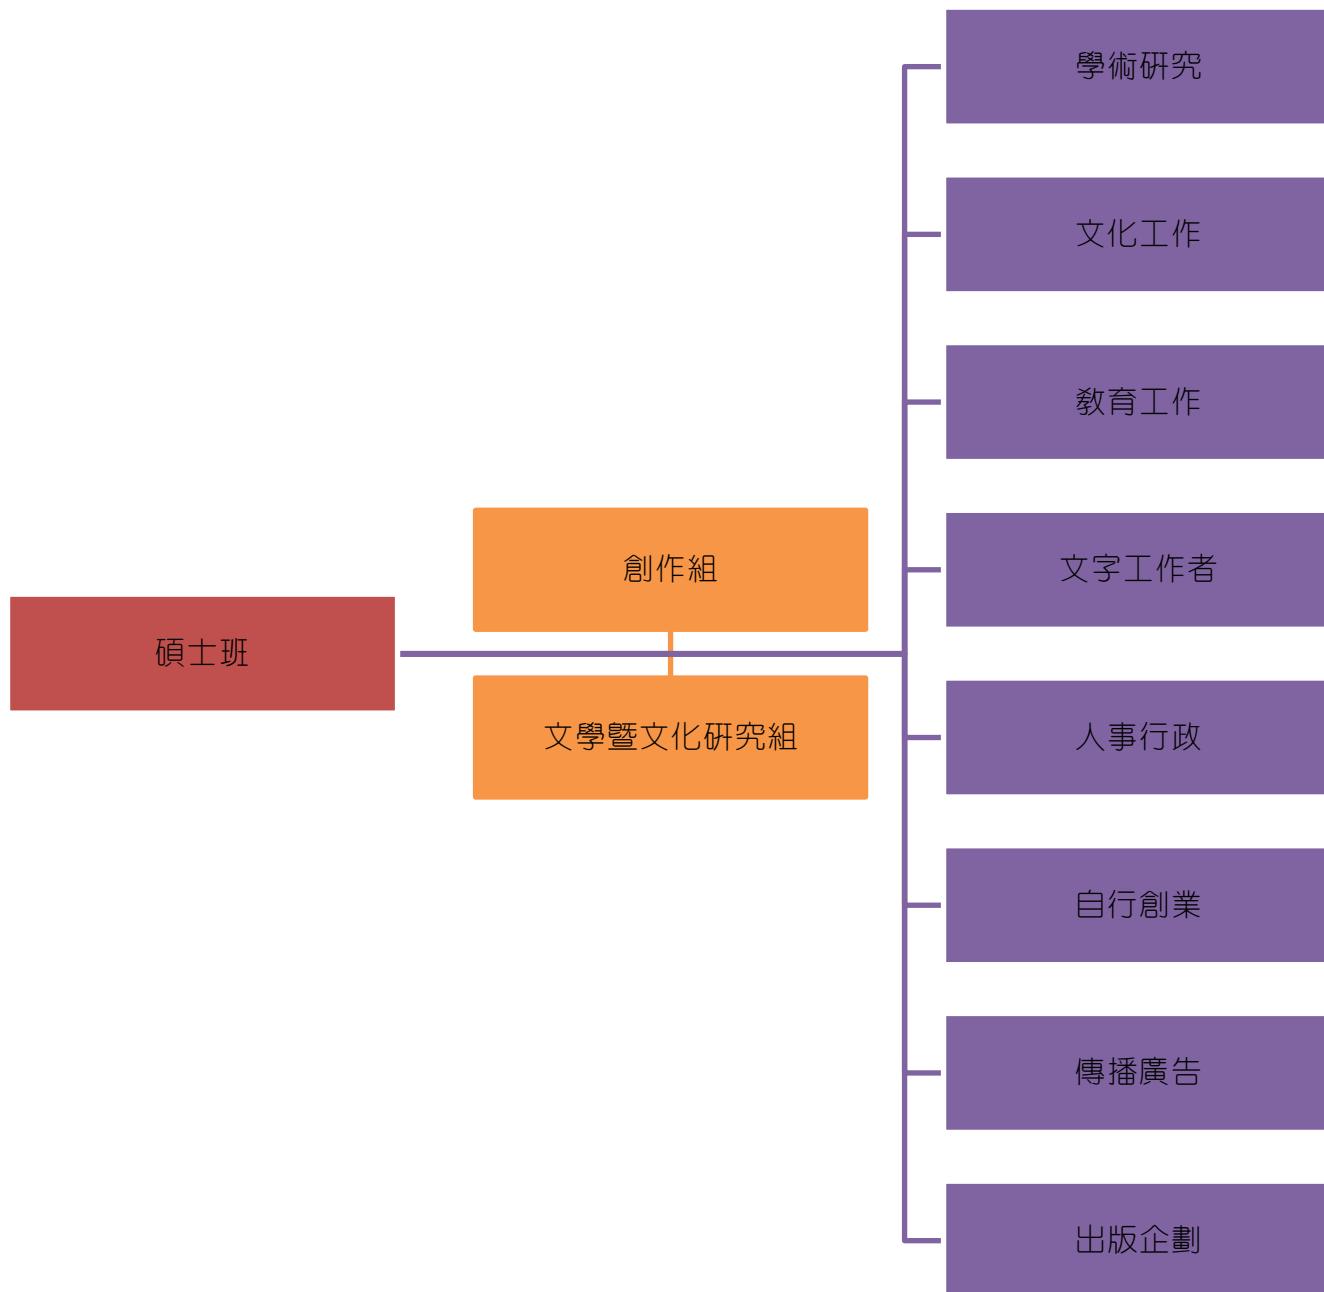 碩士班
創作組
文學暨文化研究組
學術研究
文化工作
教育工作
文字工作者
人事行政
自行創業
傳播廣告
出版企劃